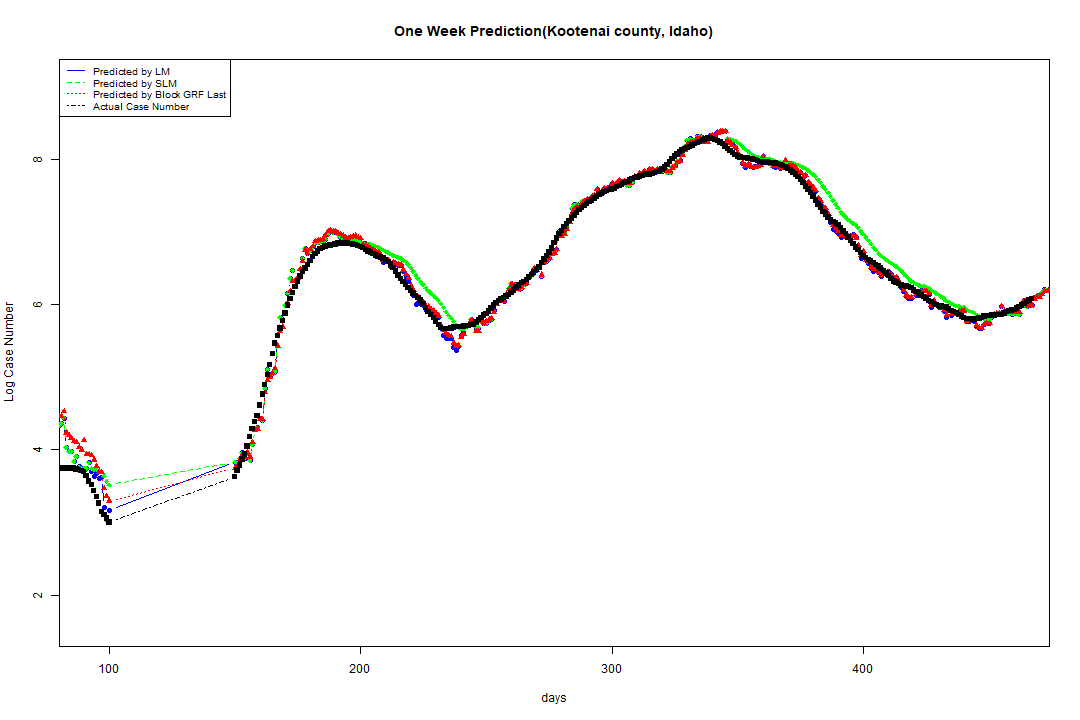 One Week Prediction(Kootenai county, Idaho)
Predicted by LM
Predicted by SLM
Predicted by Block GRF Last
Actual Case Number
8
6
4
2
Log Case Number
100 200 300 400
days